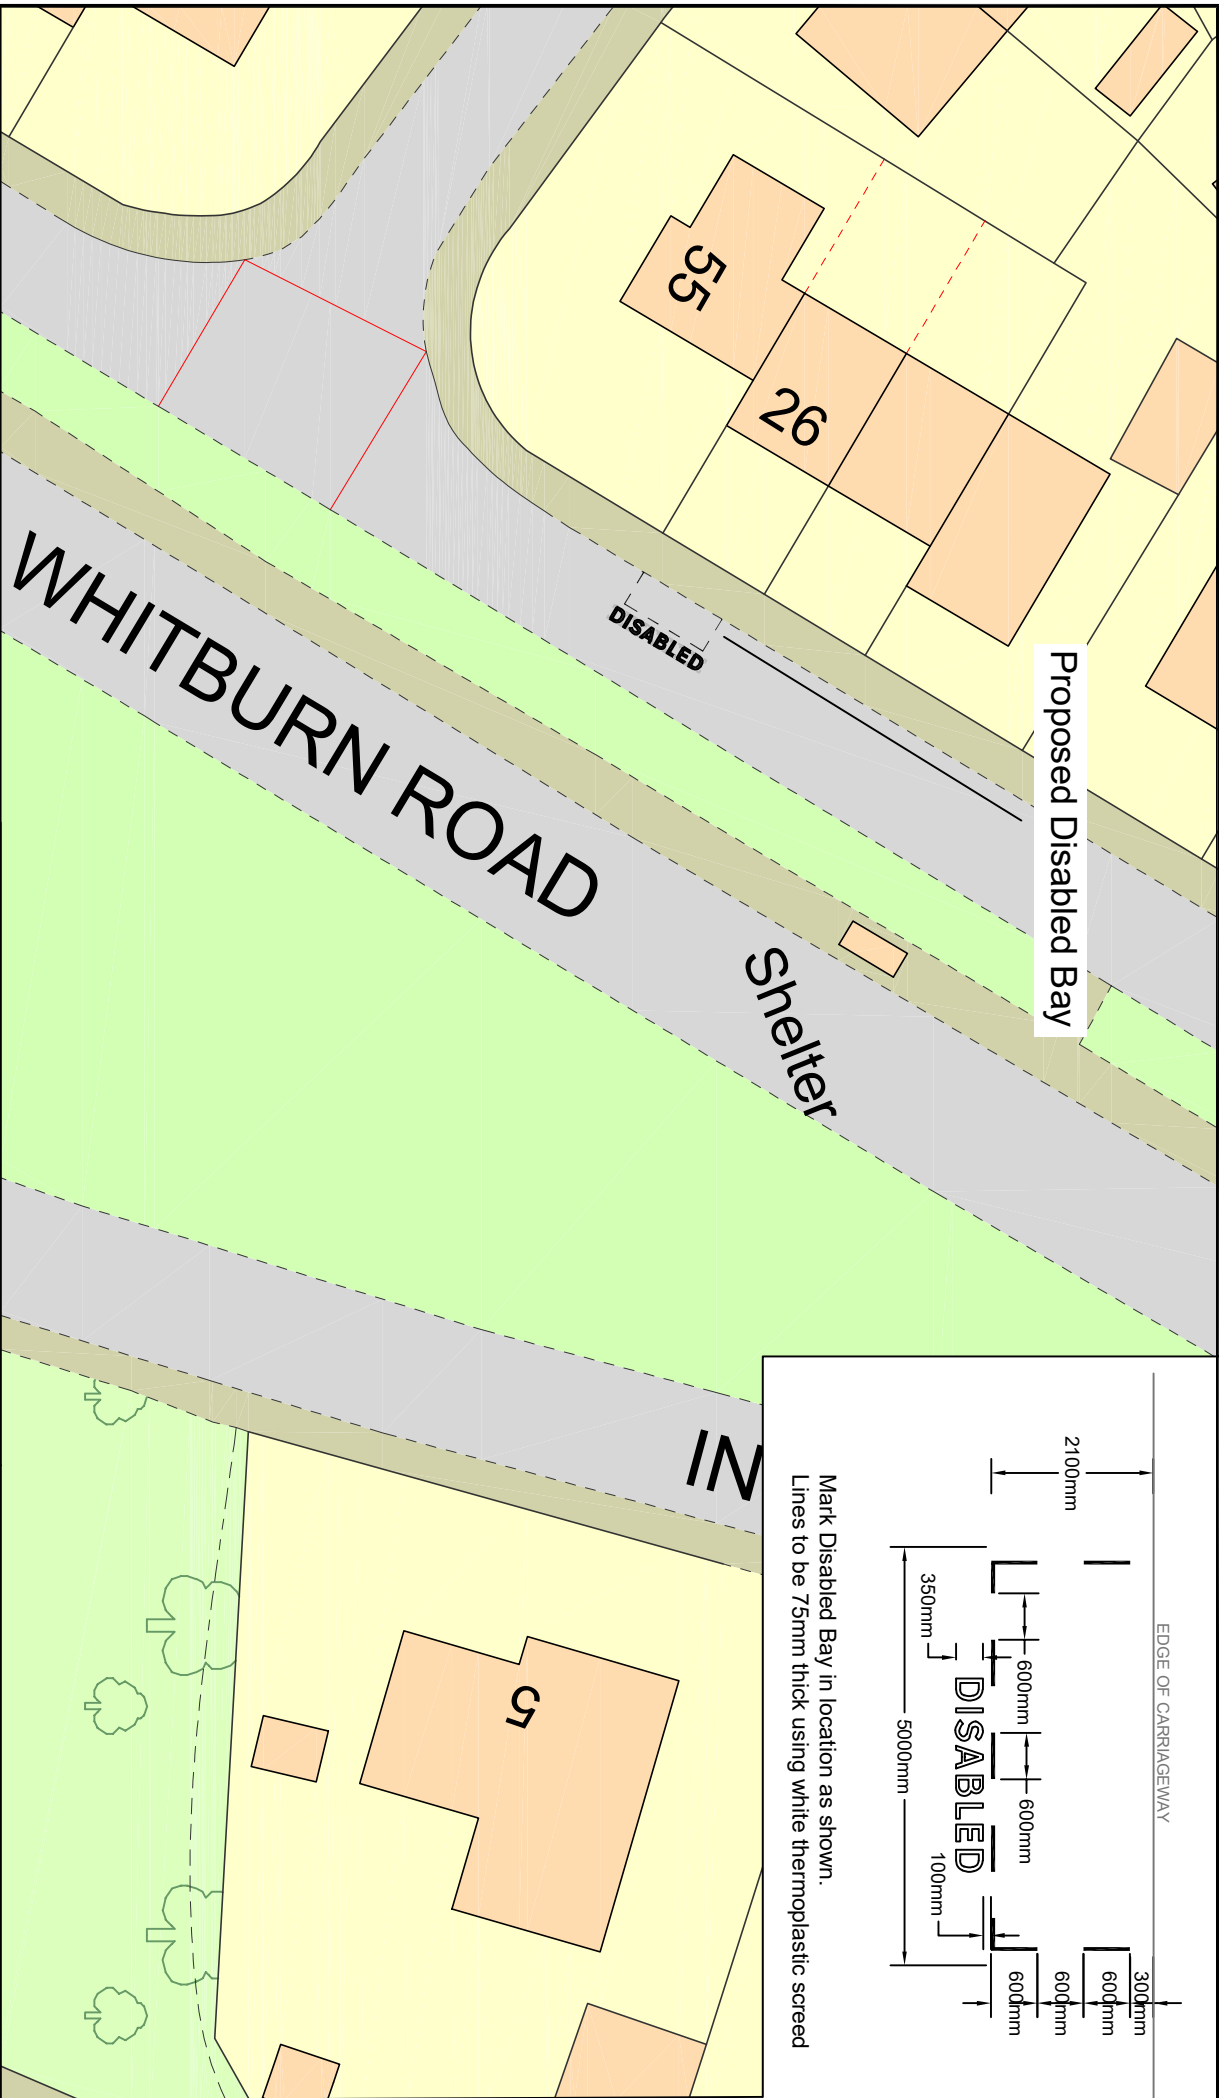 55
26
DISABLED
Proposed Disabled Bay
WHITBURN ROAD
Shelter
IN
5
EDGE OF CARRIAGEWAY
2100mm
300mm
600mm
600mm
600mm
600mm
600mm
350mm
DISABLED
100mm
5000mm
Mark Disabled Bay in location as shown.
Lines to be 75mm thick using white thermoplastic screed